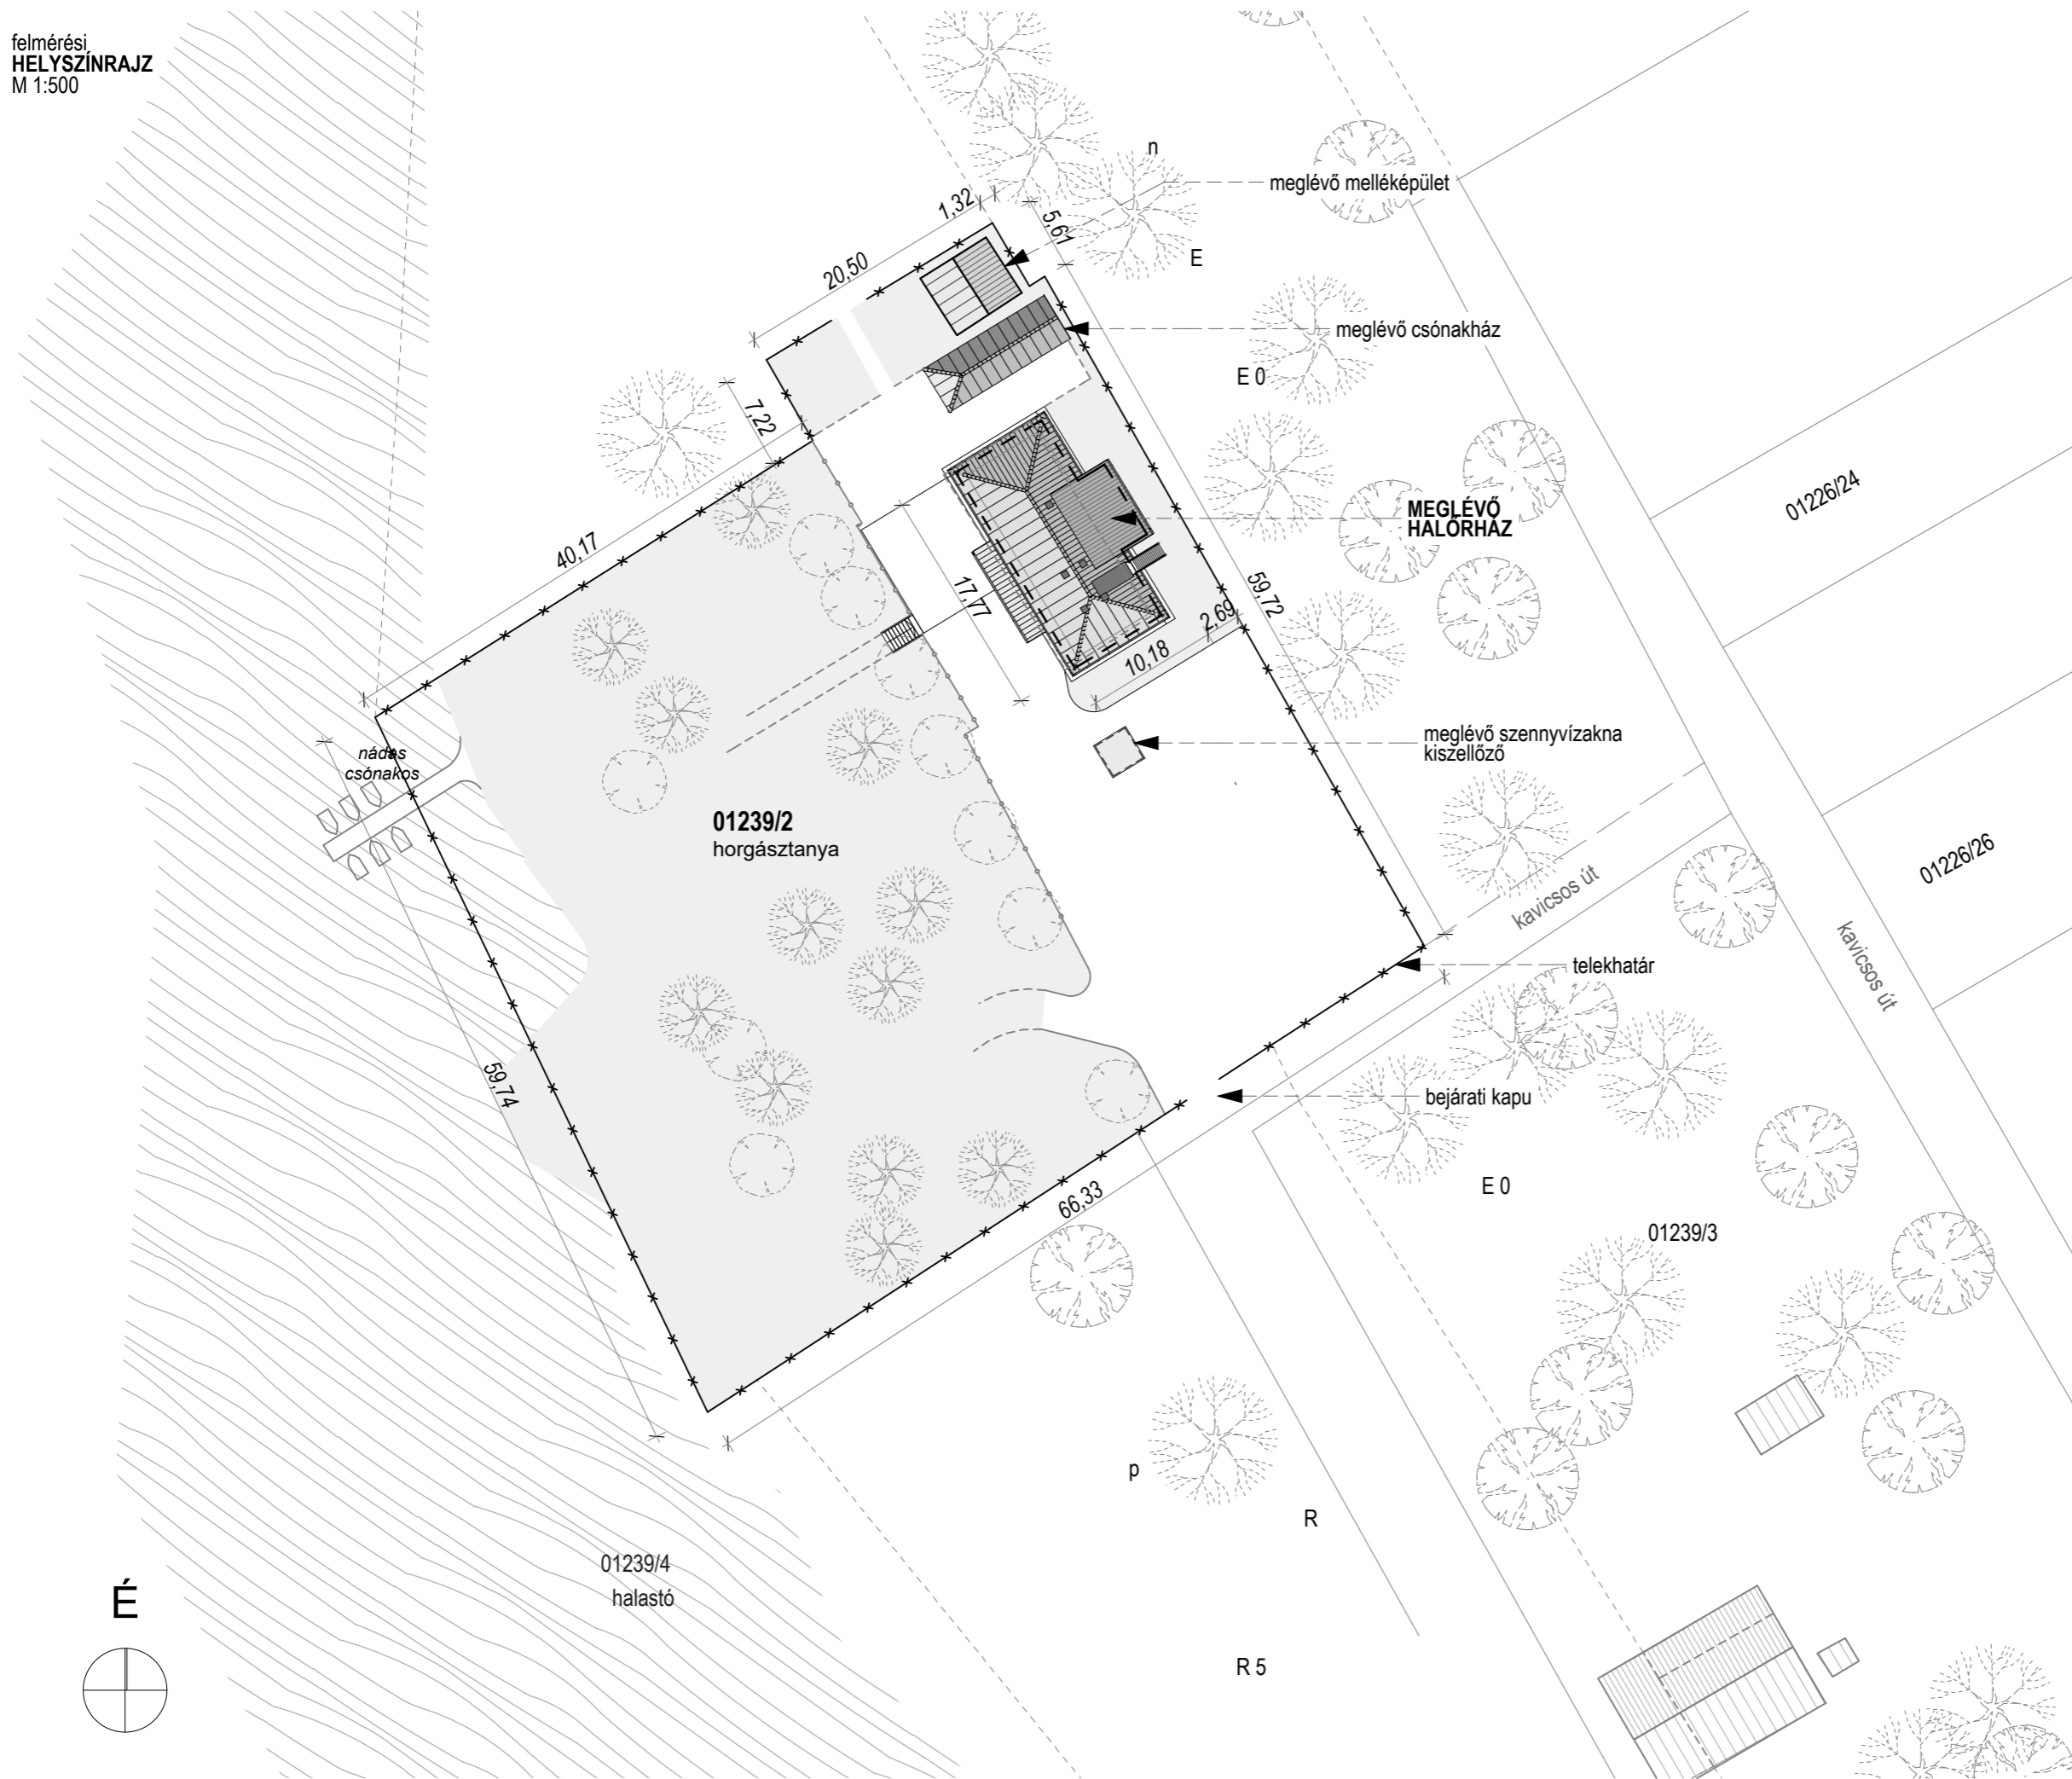 felmérési
HELYSZÍNRAJZ
M 1:500
n
meglévő melléképület
1,32
5,61
E
20,50
meglévő csónakház
E 0
7,22
01226/24
MEGLÉVŐ
HALŐRHÁZ
40,17
17,77
59,72
2,69
10,18
meglévő szennyvízakna
kiszellőző
nádas
csónakos
01239/2
horgásztanya
01226/26
kavicsos út
kavicsos út
telekhatár
59,74
bejárati kapu
66,33
E 0
01239/3
p
R
01239/4
halastó
É
R 5